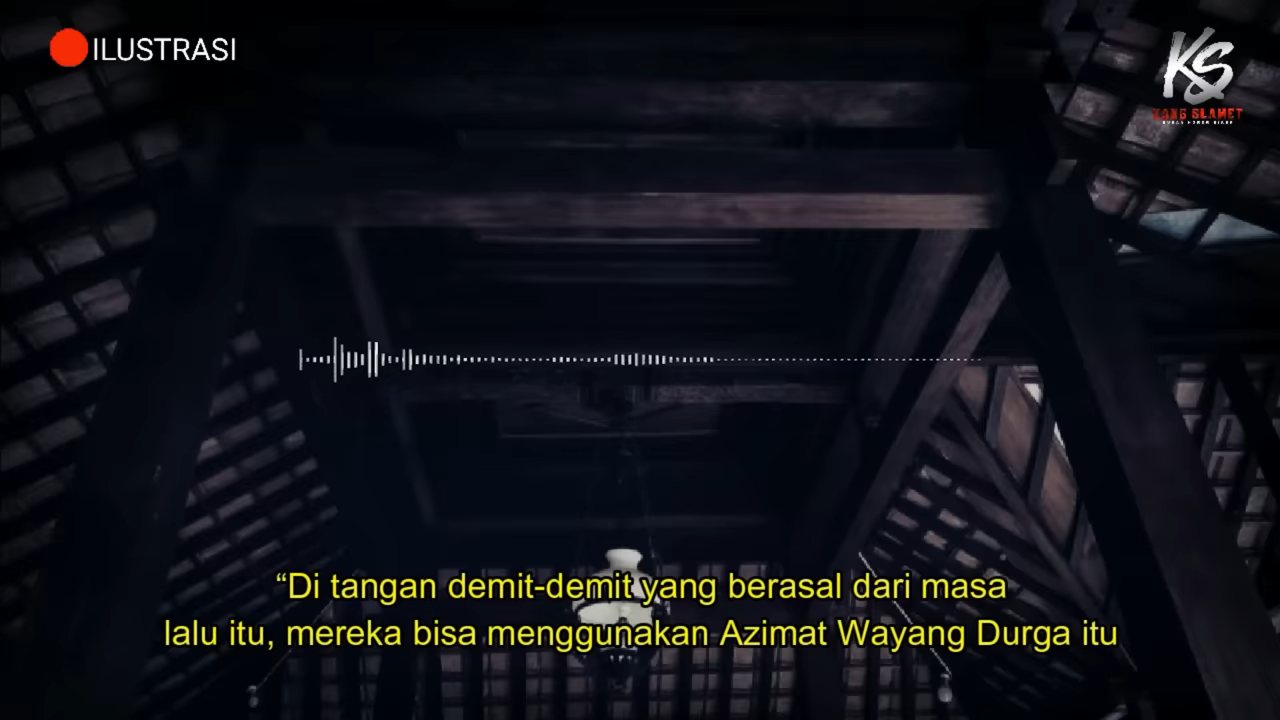 ILUSTRASI
KS
KANG SLAMET
“Di tangan demit-demit yang berasal dari masa
lalu itu, mereka bisa menggunakan Azimat Wayang Durga itu